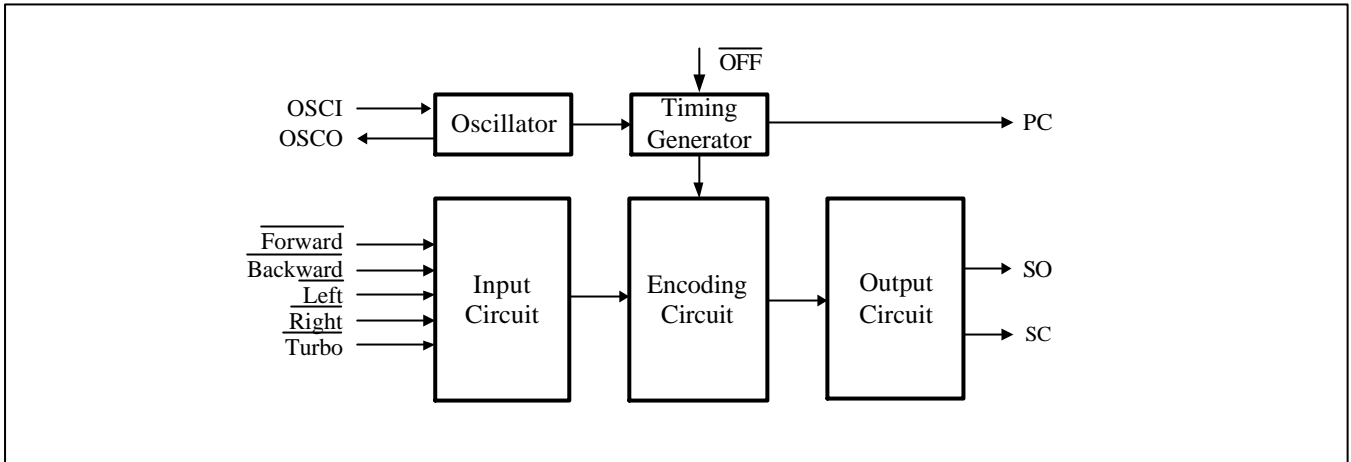 OFF
OSCI
OSCO
Oscillator
Timing
Generator
PC
Forward
Backward
Left
Right
Turbo
Input
Circuit
Encoding
Circuit
Output
Circuit
SO
SC